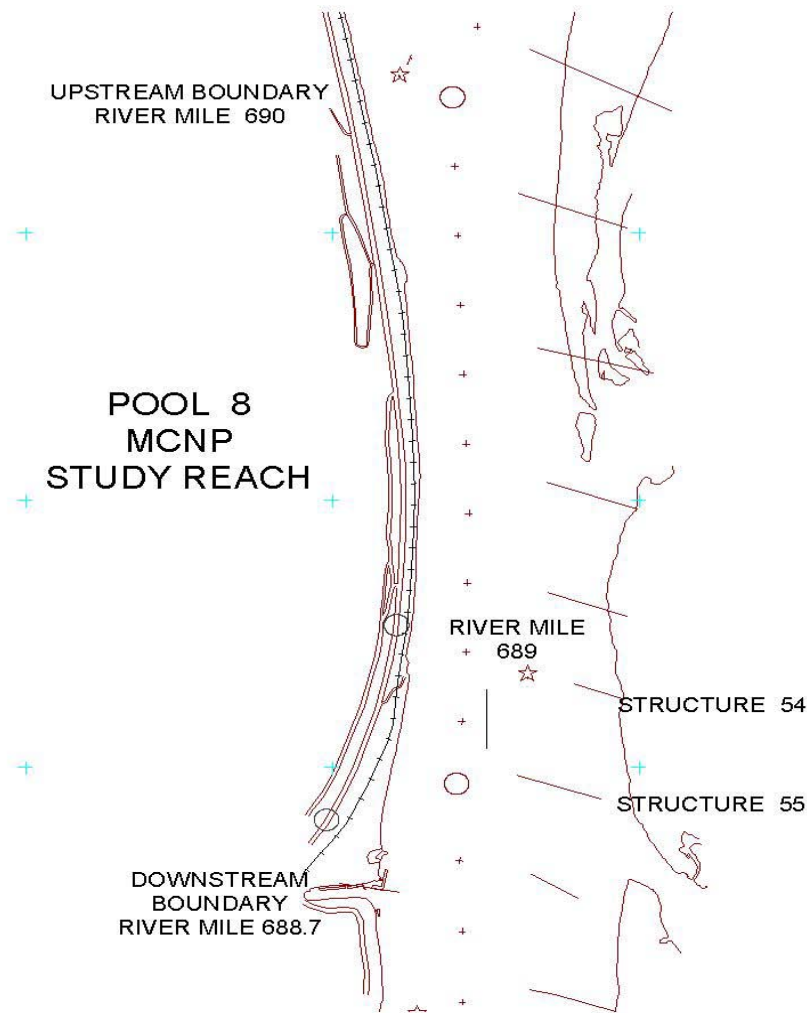 UPSTREAM BOUNDARY
RIVER MILE 690
POOL 8
MCNP
STUDY REACH
RIVER MILE
689
STRUCTURE 54
STRUCTURE 55
DOWNSTREAM
BOUNDARY
RIVER MILE 688.7